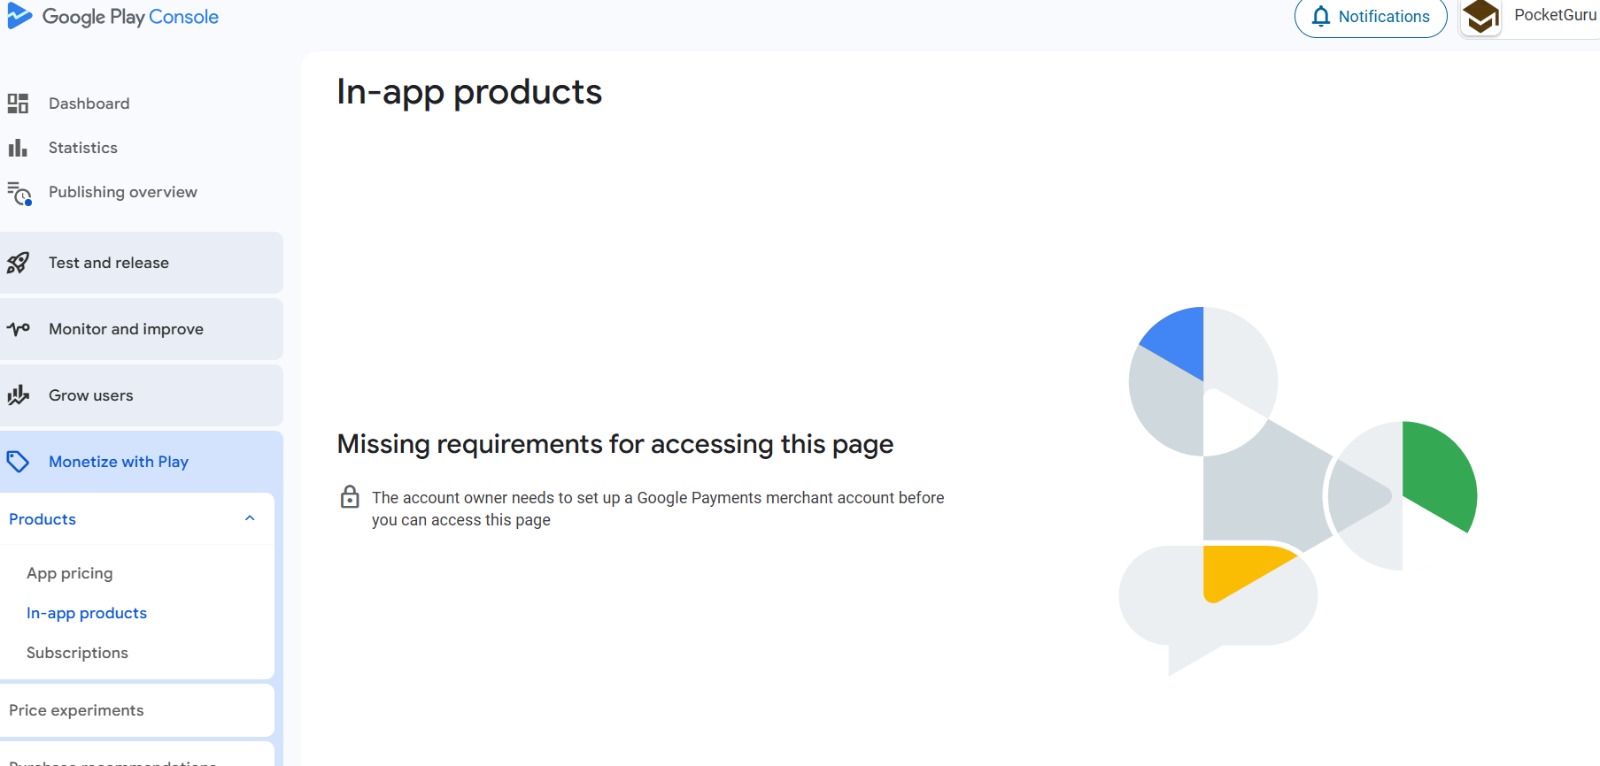 Google Play Console
Notifications
PocketGuru
Dashboard
Statistics
Publishing overview
Test and release
Monitor and improve
Grow users
Monetize with Play
Products
App pricing
In-app products
Subscriptions
Price experiments
Purchase recommendations
In-app products
Missing requirements for accessing this page
The account owner needs to set up a Google Payments merchant account before
you can access this page